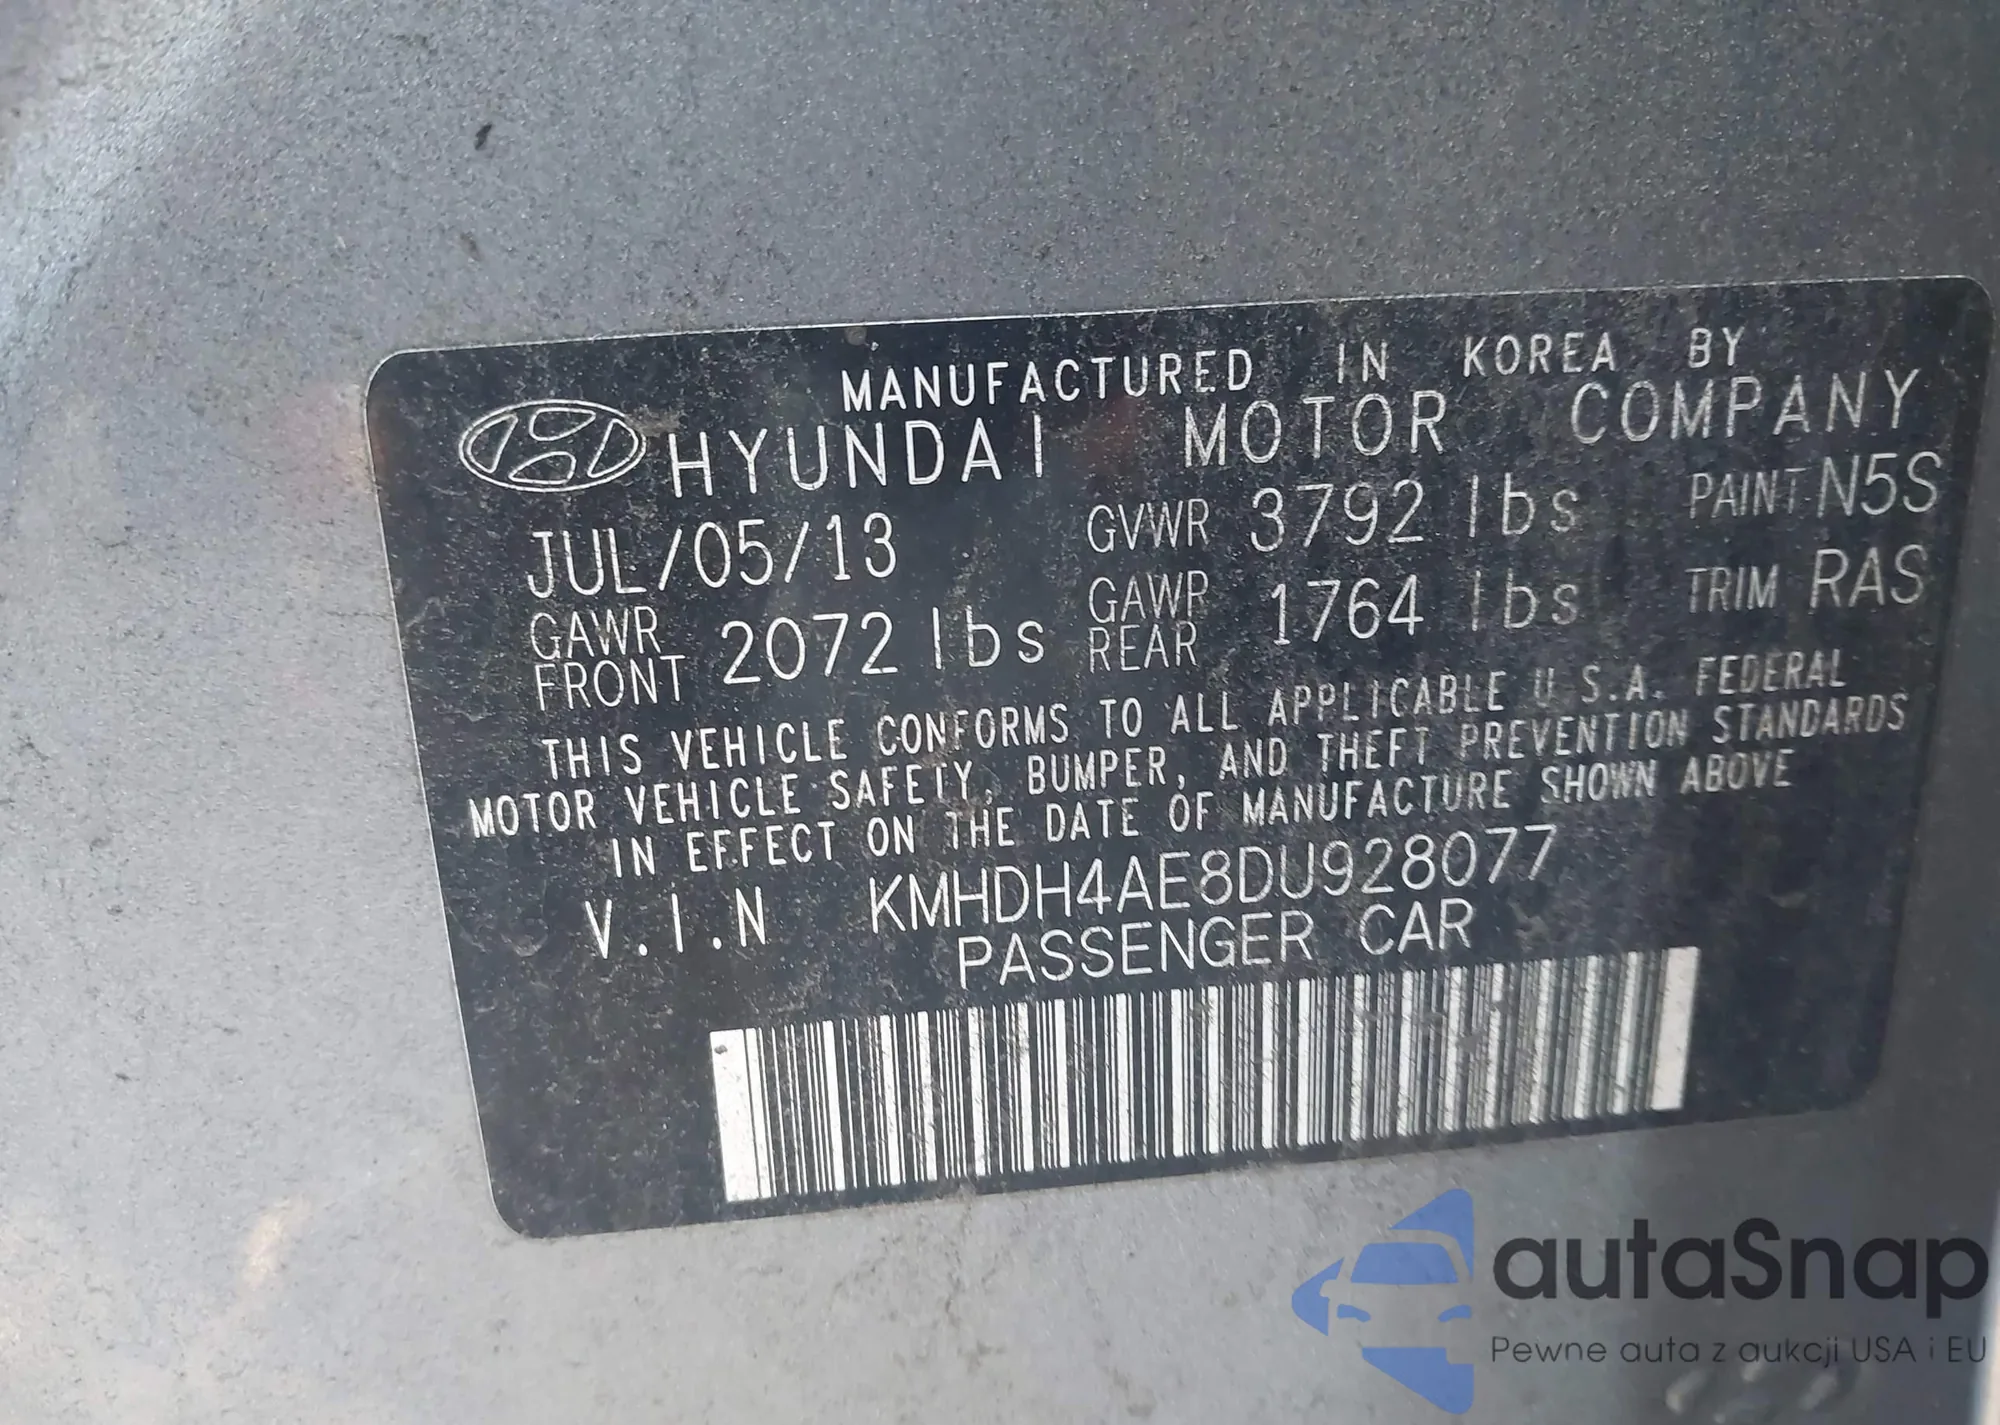 MANUFACTURED IN KOREA BY
HYUNDAI MOTOR COMPANY
JUL/05/13 GVWR 3792 lbs PAINT N5S
GAWR FRONT 2072 lbs GAWR REAR 1764 lbs TRIM RAS
THIS VEHICLE CONFORMS TO ALL APPLICABLE U.S.A. FEDERAL
MOTOR VEHICLE SAFETY, BUMPER, AND THEFT PREVENTION STANDARDS
IN EFFECT ON THE DATE OF MANUFACTURE SHOWN ABOVE
V.I.N KMHDH4AE8DU928077
PASSENGER CAR
autaSnap
Pewne auta z aukcji USA i EU